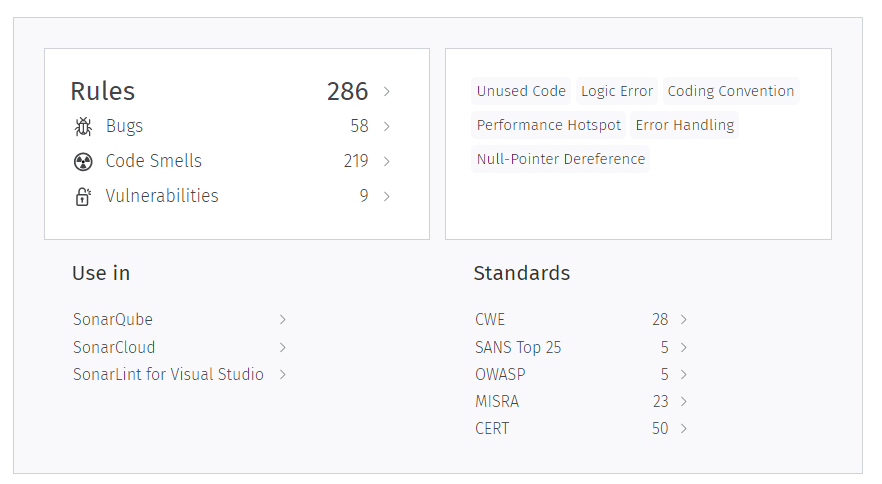 Rules 286
Bugs 58
Code Smells 219
Vulnerabilities 9
Unused Code Logic Error Coding Convention
Performance Hotspot Error Handling
Null-Pointer Dereference
Use in
SonarQube
SonarCloud
SonarLint for Visual Studio
Standards
CWE 28
SANS Top 25 5
OWASP 5
MISRA 23
CERT 50